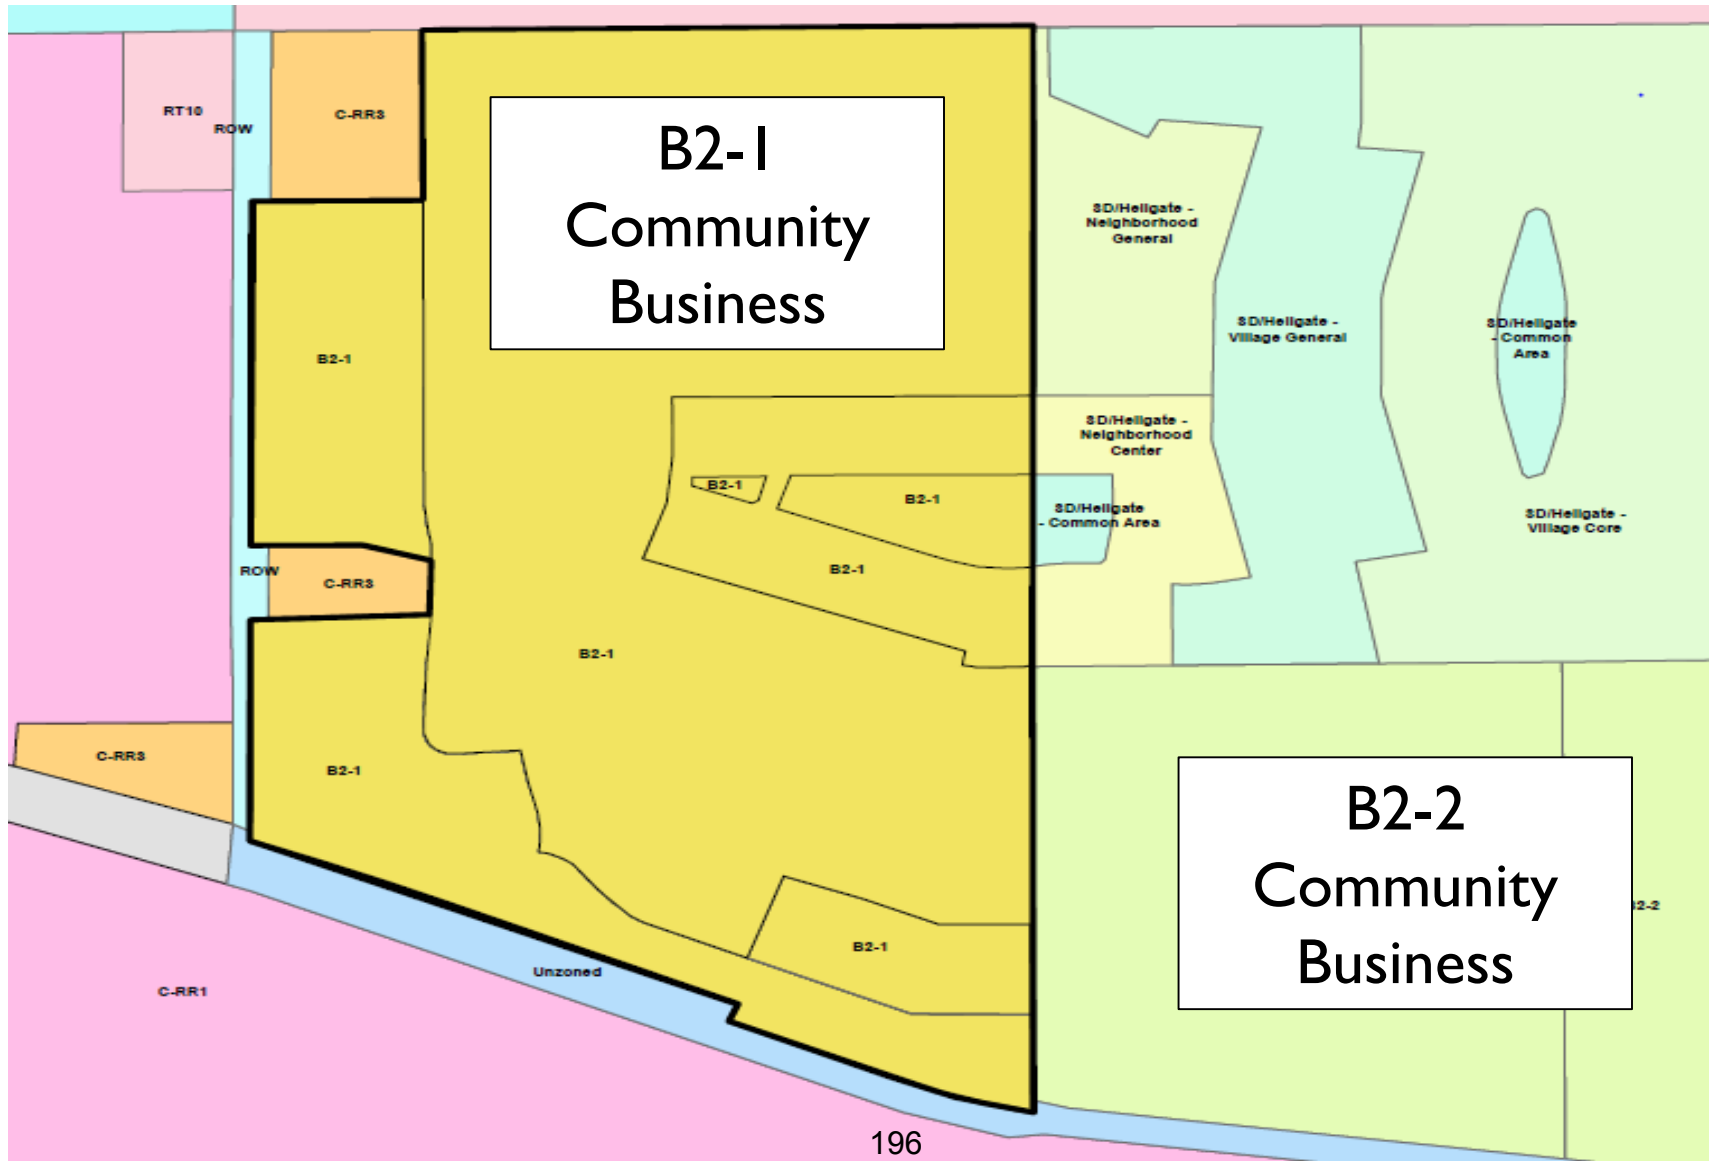 RT10
ROW
C-RR3
B2-1
Community
Business
SD/Hellgate -
Neighborhood
General
B2-1
SD/Hellgate -
Village General
SD/Hellgate
- Common
Area
SD/Hellgate -
Neighborhood
Center
B2-1
B2-1
SD/Hellgate
- Common Area
SD/Hellgate -
Village Core
ROW
C-RR3
B2-1
B2-1
C-RR3
B2-1
B2-2
Community
Business
B2-2
B2-1
Unzoned
C-RR1
196